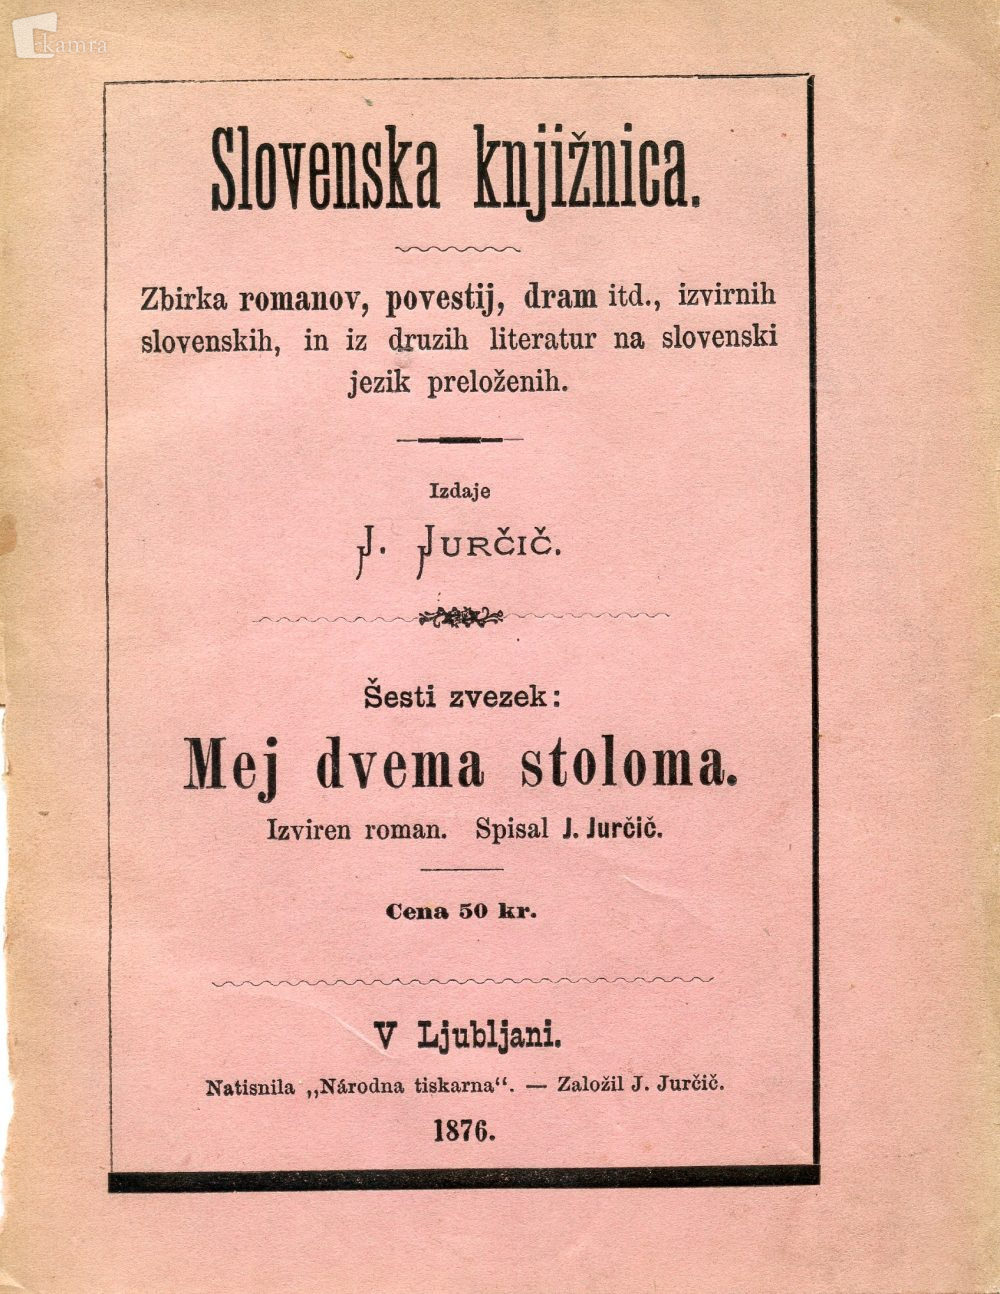 kamra
Slovenska knjižnica.
Zbirka romanov, povestij, dram itd., izvirnih
slovenskih, in iz druzih literatur na slovenski
jezik preloženih.
Izdaje
J. Jurčič.
Šesti zvezek:
Mej dvema stoloma.
Izviren roman. Spisal J. Jurčič.
Cena 50 kr.
V Ljubljani.
Natisnila „Národna tiskarna“. — Založil J. Jurčič.
1876.